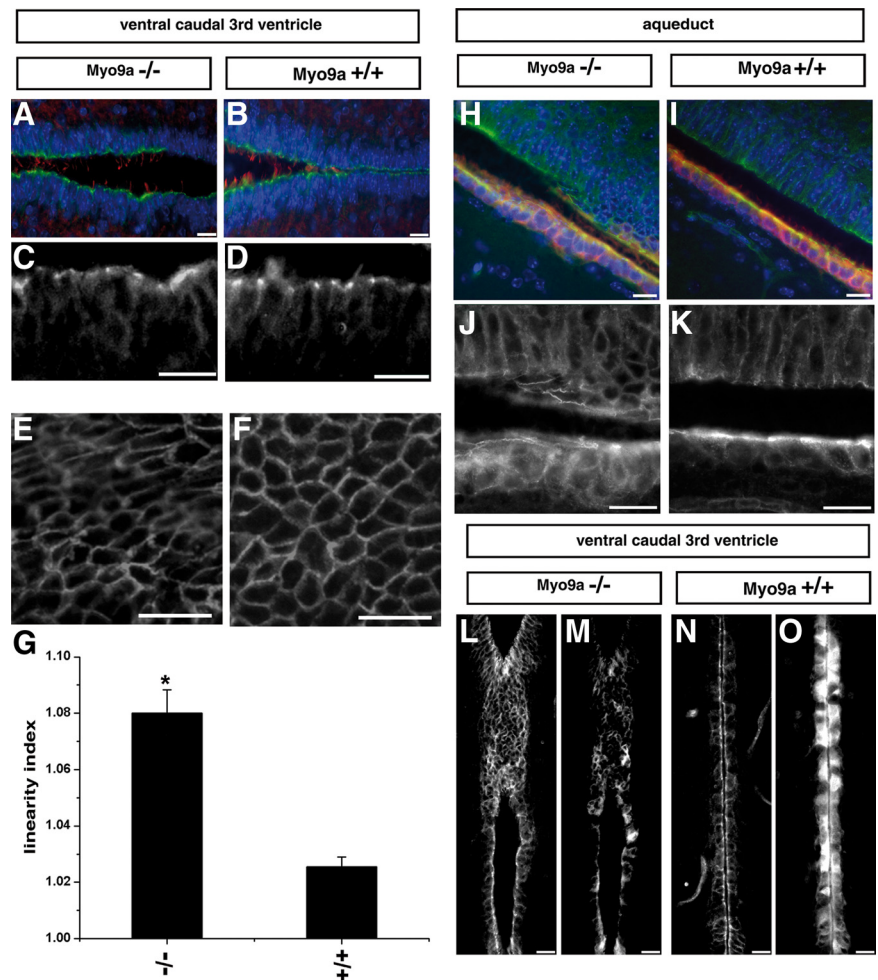 ventral caudal 3rd ventricle
Myo9a -/-
Myo9a +/+
A
B
C
D
E
F
G
1.10
1.08
1.06
1.04
1.02
1.00
linearity index
*
-/-
+/+
aqueduct
Myo9a -/-
Myo9a +/+
H
I
J
K
ventral caudal 3rd ventricle
Myo9a -/-
Myo9a +/+
L
M
N
O